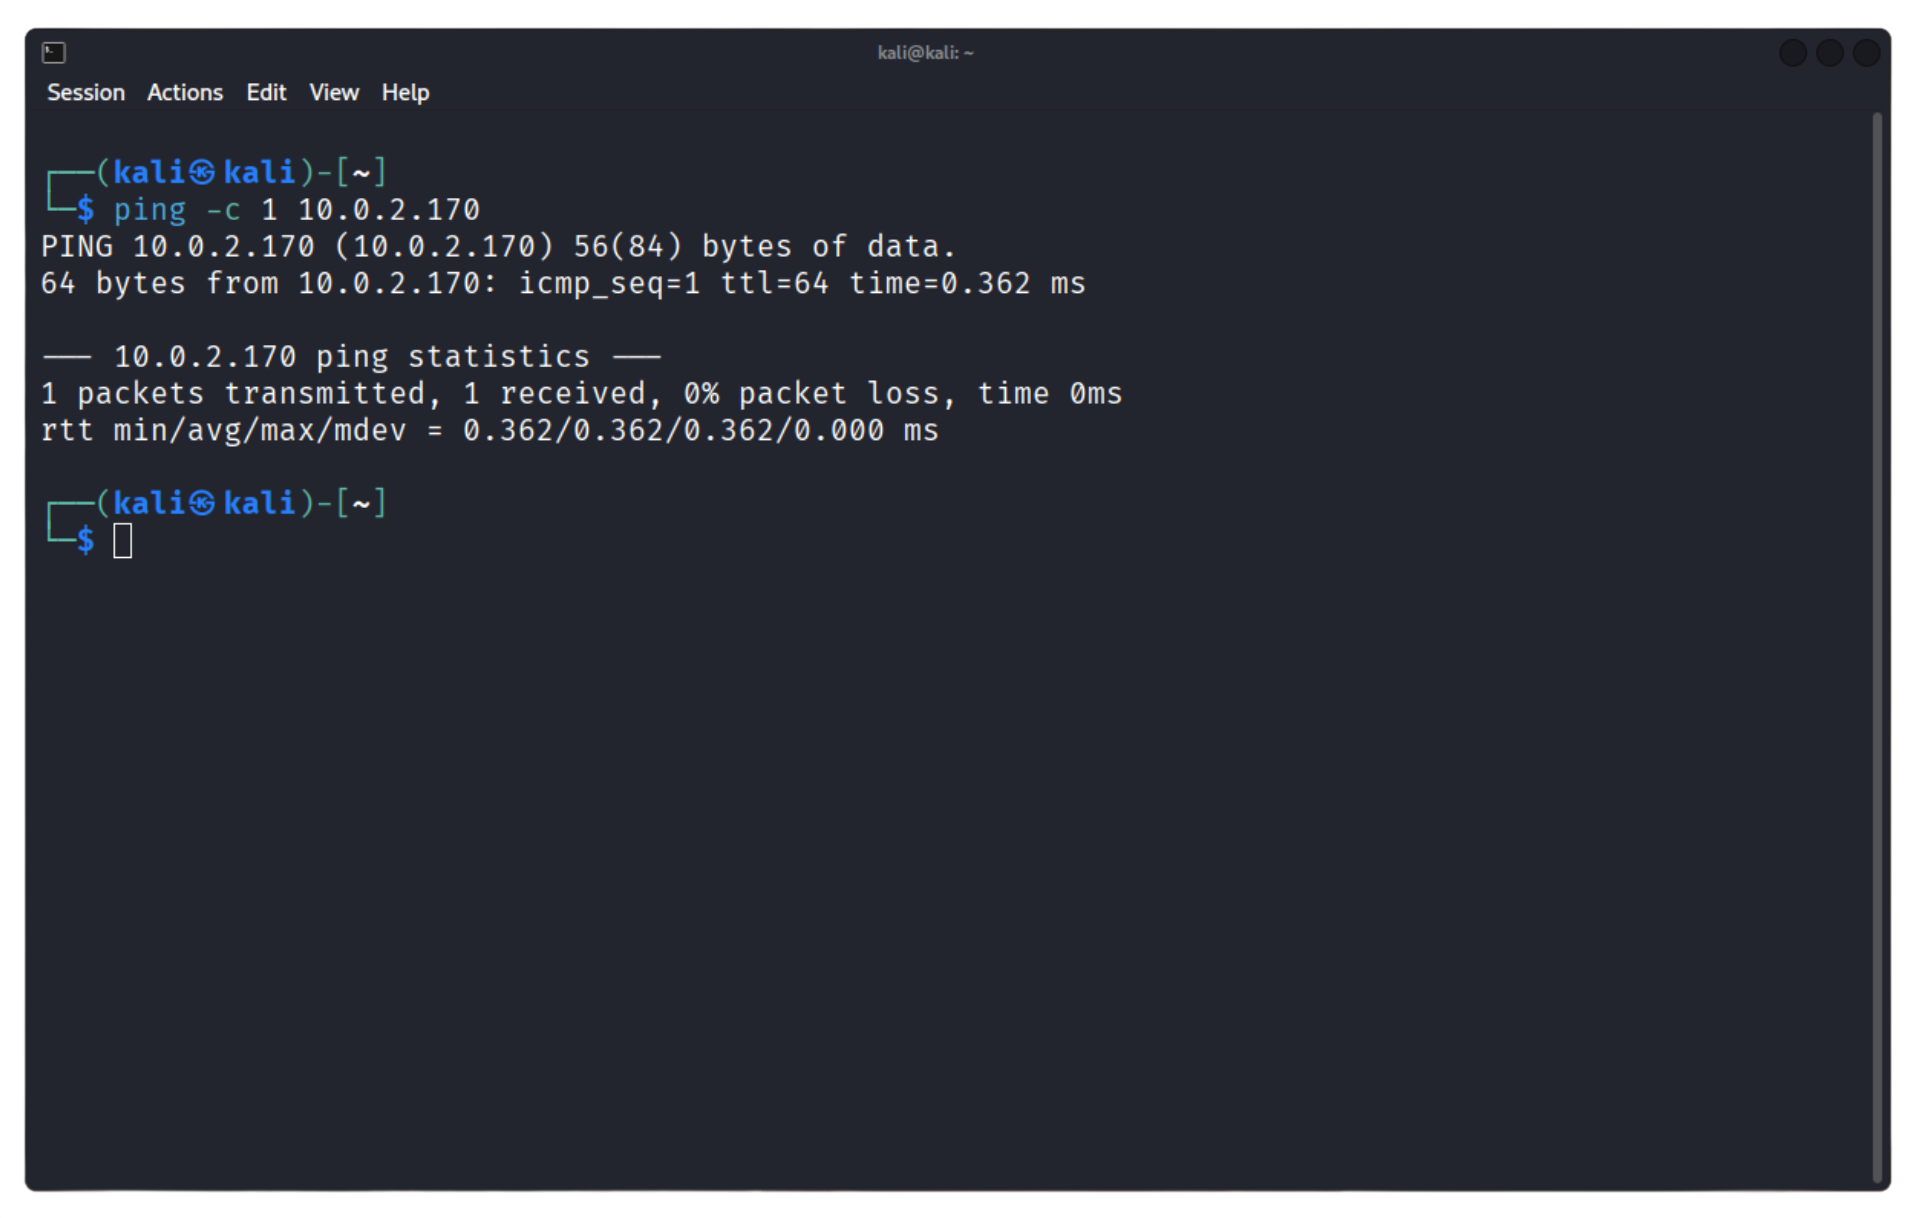 kali@kali: ~
Session Actions Edit View Help
┌──(kali㉿kali)-[~]
└─$ ping -c 1 10.0.2.170
PING 10.0.2.170 (10.0.2.170) 56(84) bytes of data.
64 bytes from 10.0.2.170: icmp_seq=1 ttl=64 time=0.362 ms
--- 10.0.2.170 ping statistics ---
1 packets transmitted, 1 received, 0% packet loss, time 0ms
rtt min/avg/max/mdev = 0.362/0.362/0.362/0.000 ms
┌──(kali㉿kali)-[~]
└─$